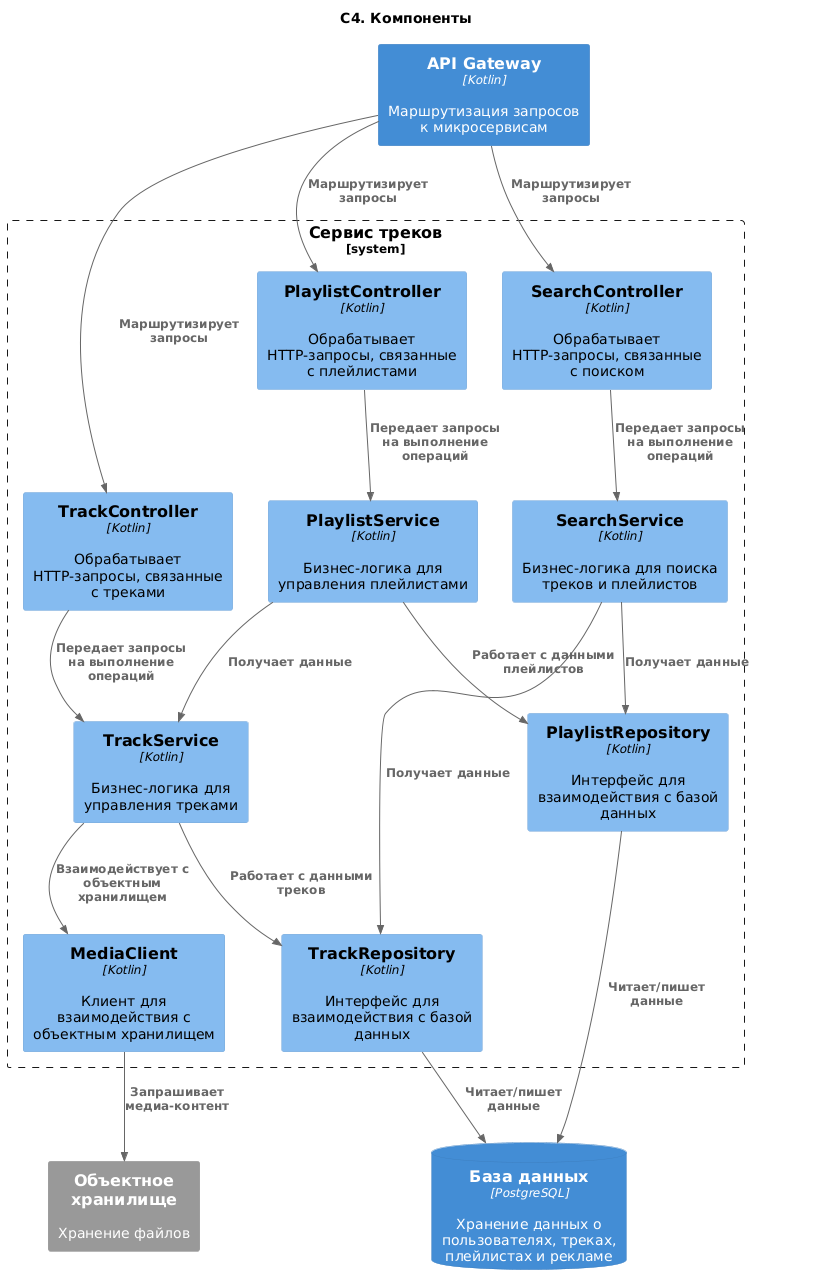 C4. Компоненты
API Gateway
[Kotlin]
Маршрутизация запросов
к микросервисам
Маршрутизирует
запросы
Маршрутизирует
запросы
Сервис треков
[system]
PlaylistController
[Kotlin]
Обрабатывает
HTTP-запросы, связанные
с плейлистами
SearchController
[Kotlin]
Обрабатывает
HTTP-запросы, связанные
с поиском
Маршрутизирует
запросы
Передает запросы
на выполнение
операций
Передает запросы
на выполнение
операций
TrackController
[Kotlin]
Обрабатывает
HTTP-запросы, связанные
с треками
PlaylistService
[Kotlin]
Бизнес-логика для
управления плейлистами
SearchService
[Kotlin]
Бизнес-логика для поиска
треков и плейлистов
Передает запросы
на выполнение
операций
Получает данные
Работает с данными
плейлистов
Получает данные
TrackService
[Kotlin]
Бизнес-логика для
управления треками
Получает данные
PlaylistRepository
[Kotlin]
Интерфейс для
взаимодействия с базой
данных
Взаимодействует с
объектным
хранилищем
Работает с данными
треков
MediaClient
[Kotlin]
Клиент для
взаимодействия с
объектным хранилищем
TrackRepository
[Kotlin]
Интерфейс для
взаимодействия с базой
данных
Читает/пишет
данные
Запрашивает
медиа-контент
Читает/пишет
данные
Объектное
хранилище
Хранение файлов
База данных
[PostgreSQL]
Хранение данных о
пользователях, треках,
плейлистах и рекламе